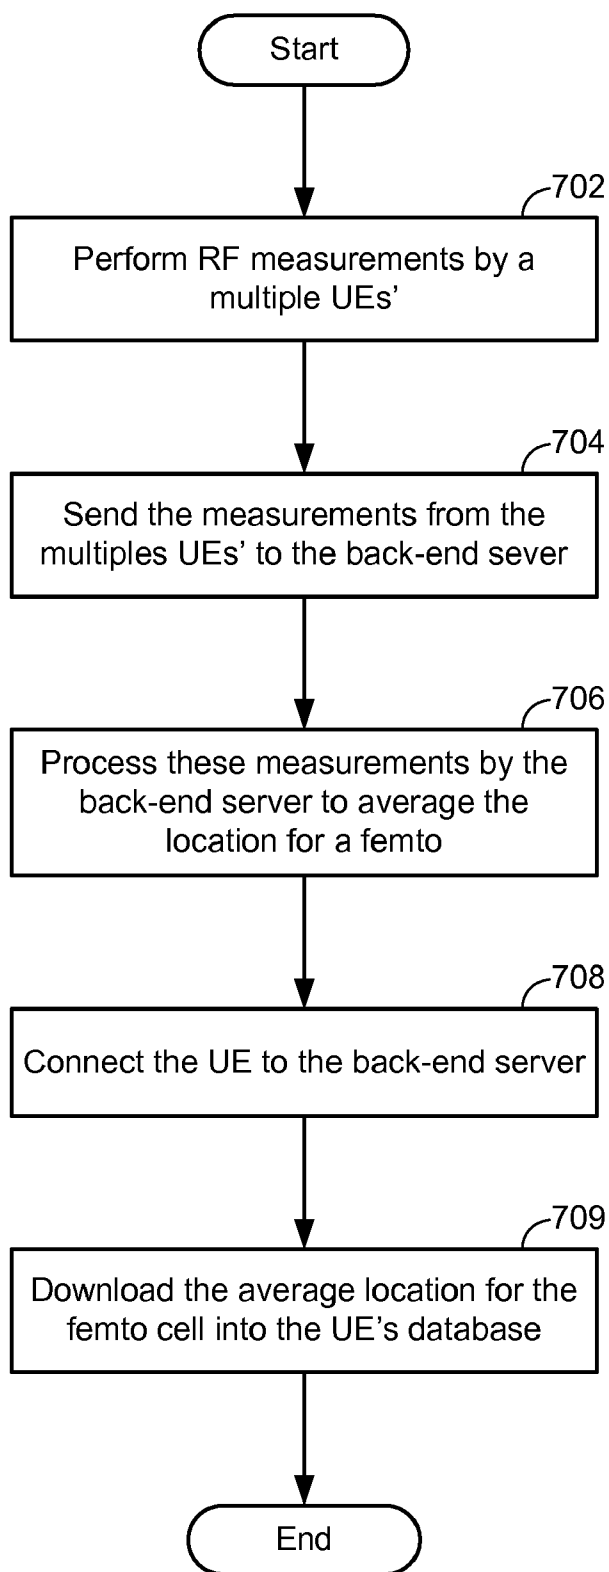 Start
702
Perform RF measurements by a
multiple UEs’
704
Send the measurements from the
multiples UEs’ to the back-end sever
706
Process these measurements by the
back-end server to average the
location for a femto
708
Connect the UE to the back-end server
709
Download the average location for the
femto cell into the UE’s database
End